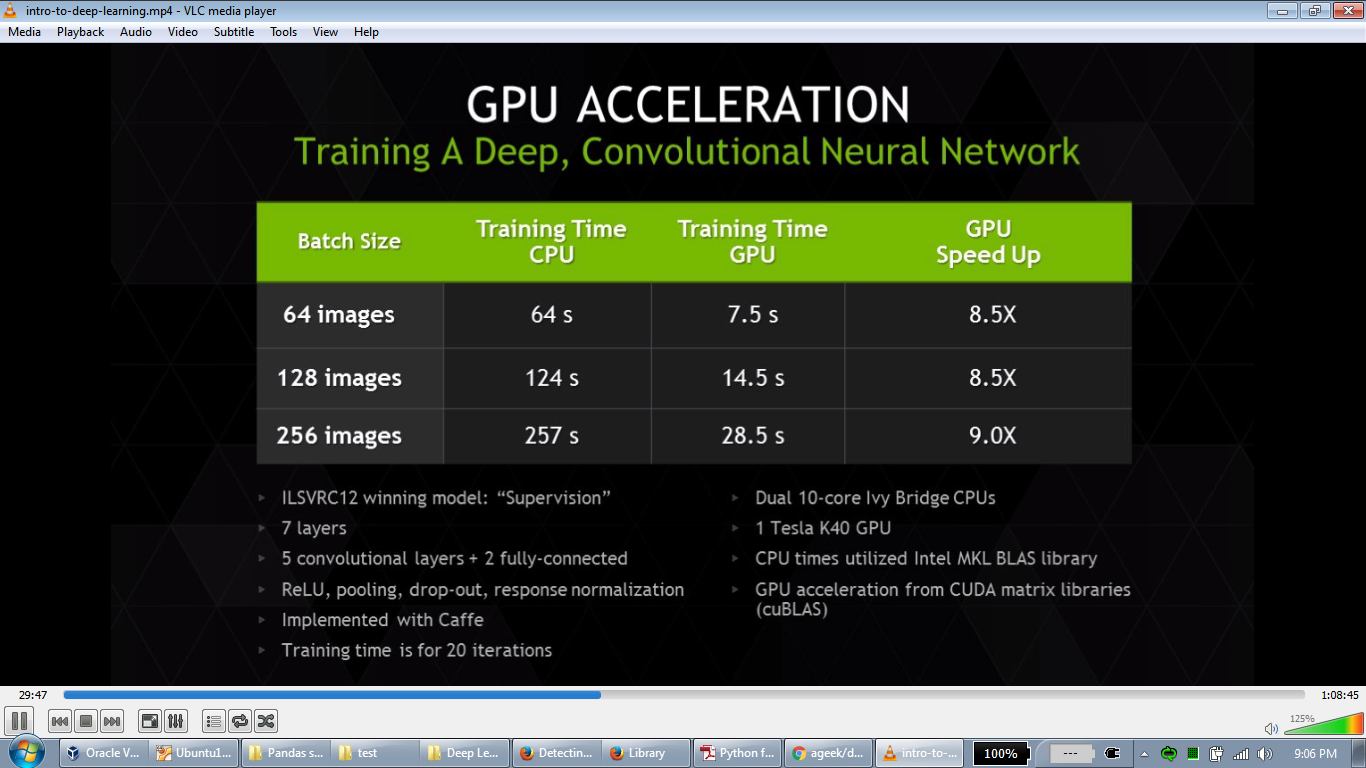 intro-to-deep-learning.mp4 - VLC media player
Media Playback Audio Video Subtitle Tools View Help
GPU ACCELERATION
Training A Deep, Convolutional Neural Network
Batch Size Training Time CPU Training Time GPU GPU Speed Up
64 images 64 s 7.5 s 8.5X
128 images 124 s 14.5 s 8.5X
256 images 257 s 28.5 s 9.0X
ILSVRC12 winning model: “Supervision”
7 layers
5 convolutional layers + 2 fully-connected
ReLU, pooling, drop-out, response normalization
Implemented with Caffe
Training time is for 20 iterations
Dual 10-core Ivy Bridge CPUs
1 Tesla K40 GPU
CPU times utilized Intel MKL BLAS library
GPU acceleration from CUDA matrix libraries
(cuBLAS)
29:47 1:08:45
125%
Oracle V... Ubuntu1... Pandas s... test Deep Le... Detectin... Library Python f... ageek/d... intro-to-... 100% --- 9:06 PM